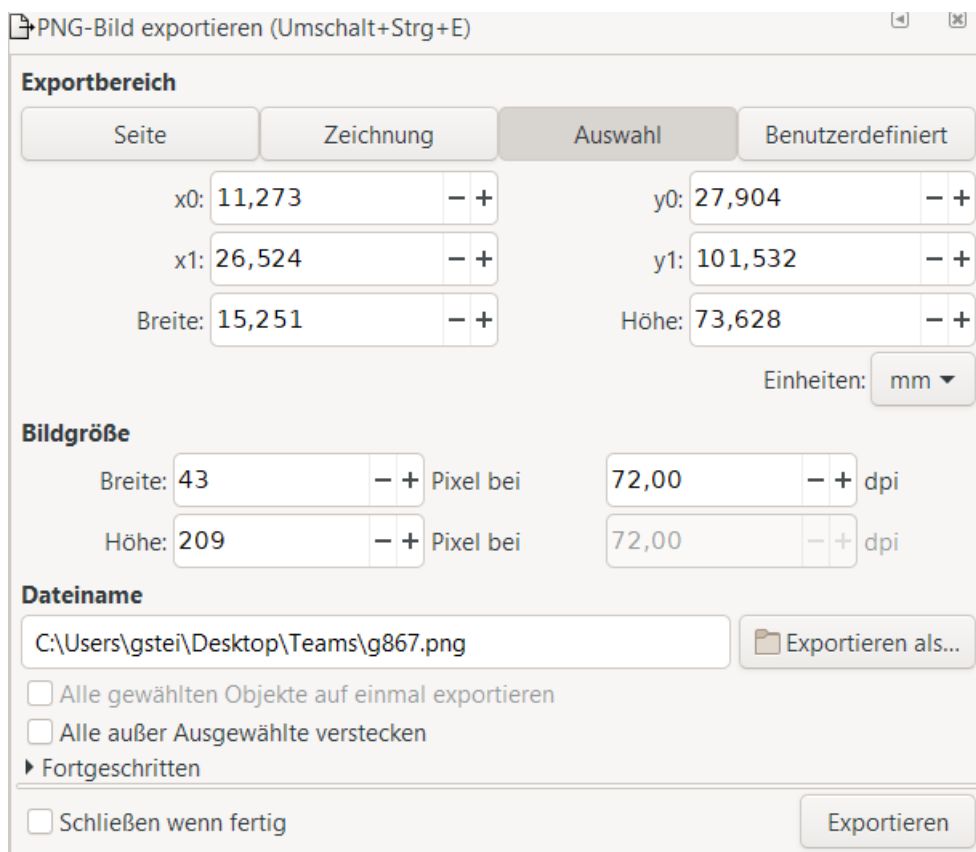 PNG-Bild exportieren (Umschalt+Strg+E)
Exportbereich
Seite Zeichnung Auswahl Benutzerdefiniert
x0: 11,273 − + y0: 27,904 − +
x1: 26,524 − + y1: 101,532 − +
Breite: 15,251 − + Höhe: 73,628 − +
Einheiten: mm
Bildgröße
Breite: 43 − + Pixel bei 72,00 − + dpi
Höhe: 209 − + Pixel bei 72,00 − + dpi
Dateiname
C:\Users\gstei\Desktop\Teams\g867.png Exportieren als...
Alle gewählten Objekte auf einmal exportieren
Alle außer Ausgewählte verstecken
Fortgeschritten
Schließen wenn fertig Exportieren